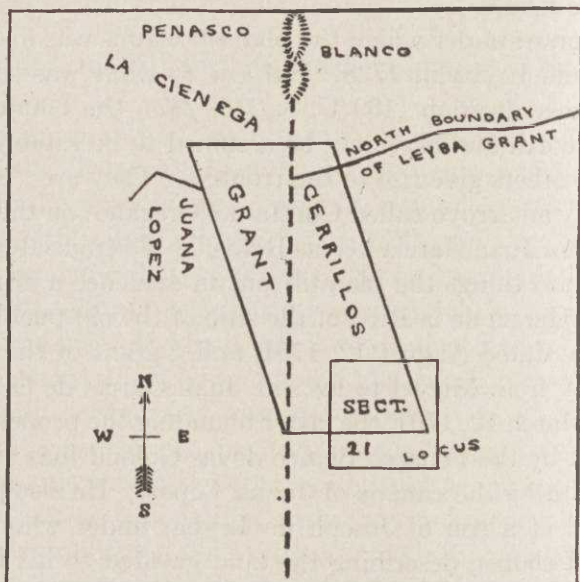 PENASCO
BLANCO
LA CIENEGA
NORTH BOUNDARY
OF LEYBA GRANT
JUANA
LOPEZ
GRANT
CERRILLOS
SECT.
21
LOCUS
N
W E
S